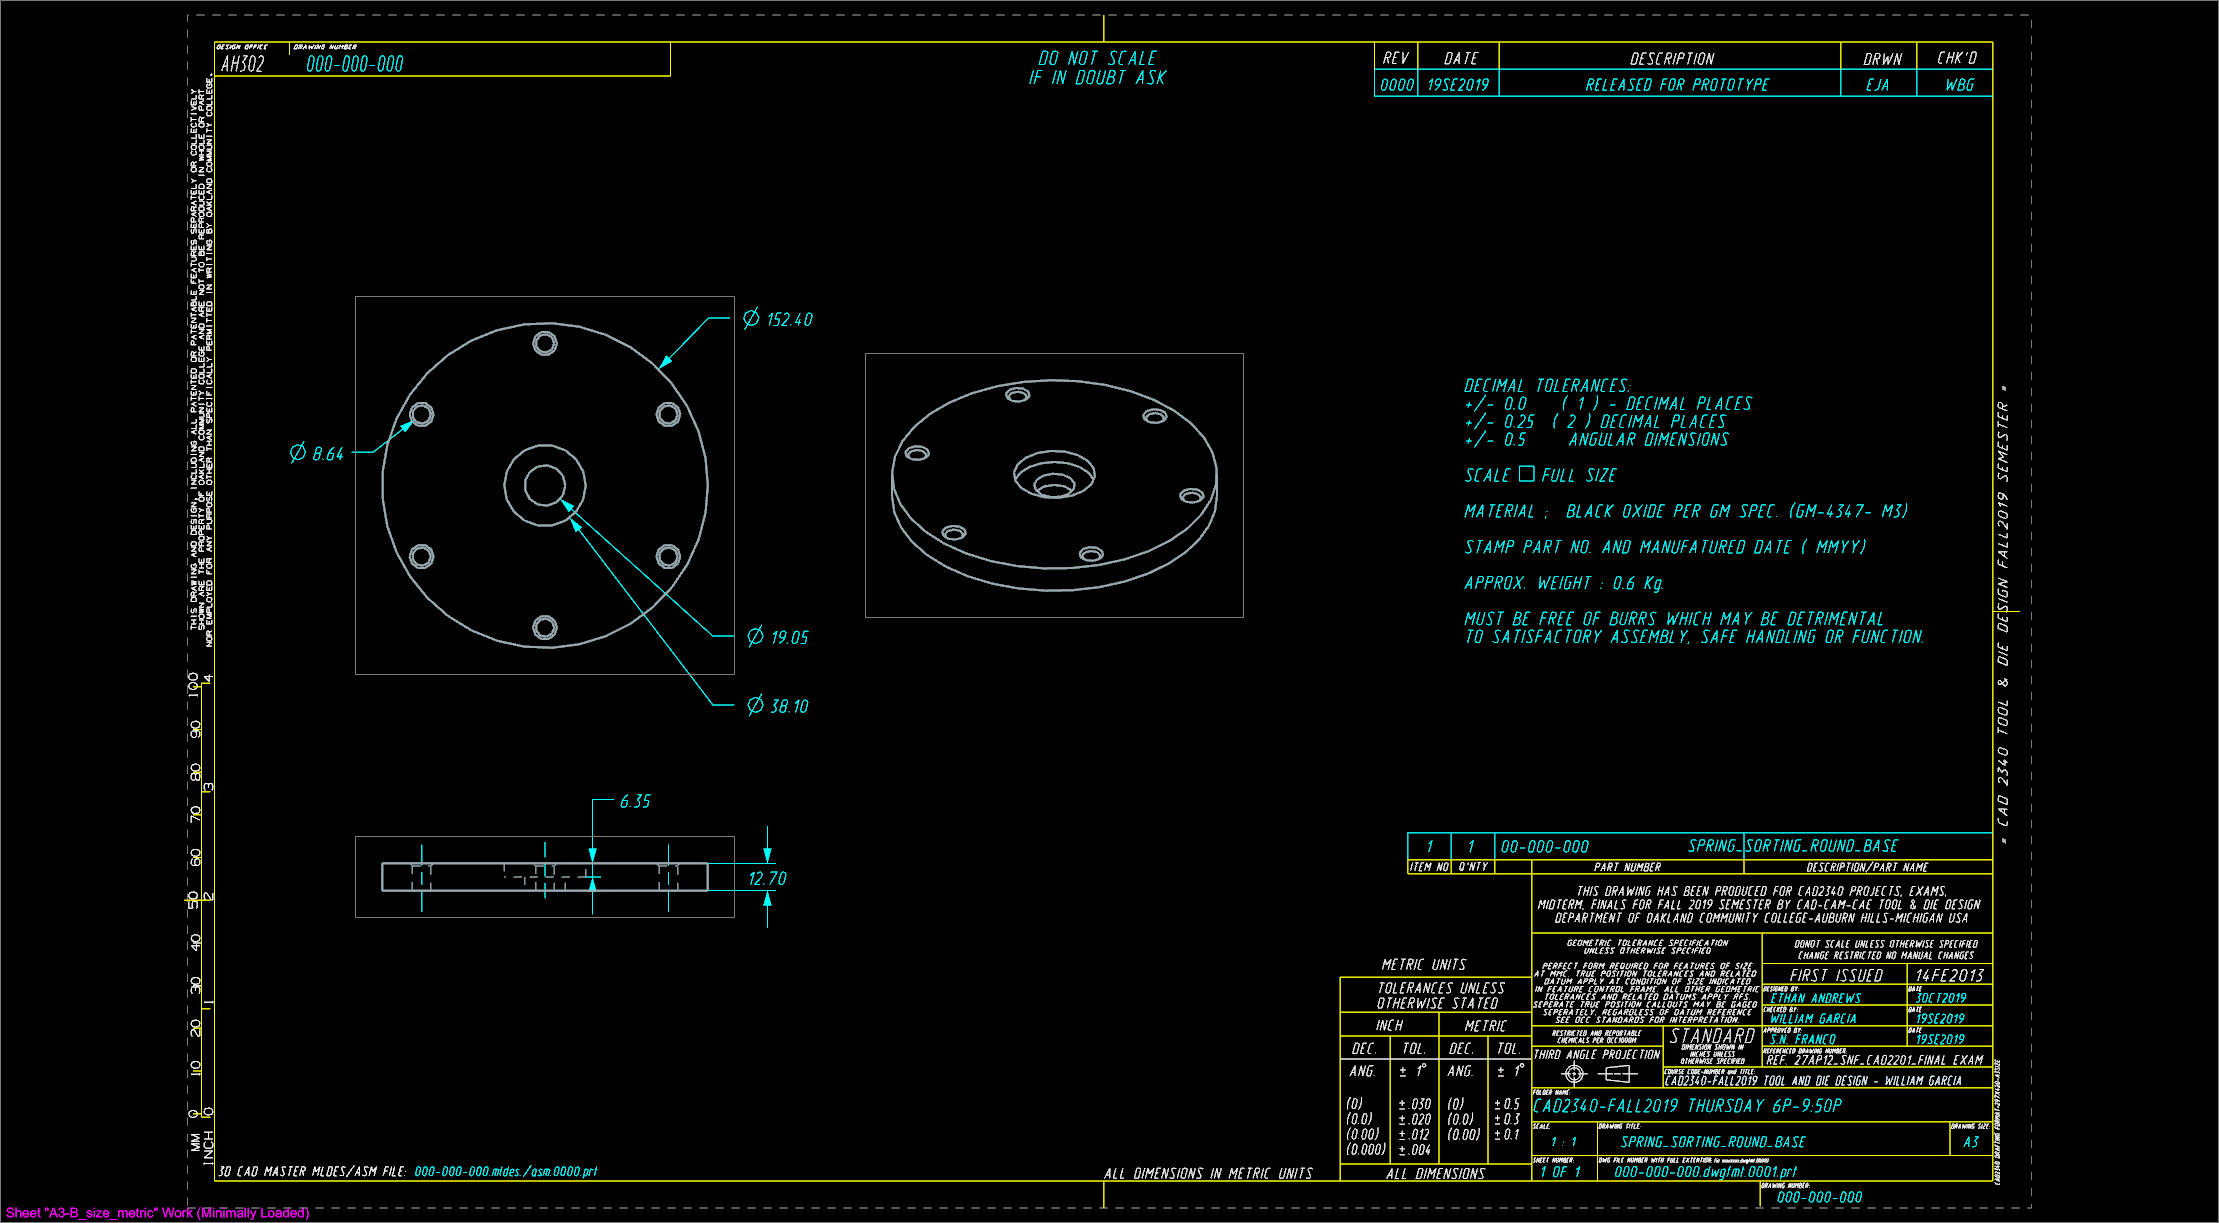 DESIGN OFFICE
DRAWING NUMBER
AH302
000-000-000
DO NOT SCALE
IF IN DOUBT ASK
REV DATE DESCRIPTION DRWN CHK'D
0000 19SE2019 RELEASED FOR PROTOTYPE EJA WBG
THIS DRAWING AND DESIGN, INCLUDING ALL PATENTED OR PATENTABLE FEATURES SEPARATELY OR COLLECTIVELY
SHOWN ARE THE PROPERTY OF OAKLAND COMMUNITY COLLEGE AND ARE NOT TO BE REPRODUCED IN WHOLE OR PART
NOR EMPLOYED FOR ANY PURPOSE OTHER THAN SPECIFICALLY PERMITTED IN WRITING BY OAKLAND COMMUNITY COLLEGE.
Ø 152.40
Ø 8.64
Ø 19.05
Ø 38.10
6.35
12.70
DECIMAL TOLERANCES:
+/- 0.0 ( 1 ) - DECIMAL PLACES
+/- 0.25 ( 2 ) DECIMAL PLACES
+/- 0.5 ANGULAR DIMENSIONS
SCALE □ FULL SIZE
MATERIAL ; BLACK OXIDE PER GM SPEC. (GM-4347- M3)
STAMP PART NO. AND MANUFATURED DATE ( MMYY)
APPROX. WEIGHT : 0.6 Kg.
MUST BE FREE OF BURRS WHICH MAY BE DETRIMENTAL
TO SATISFACTORY ASSEMBLY, SAFE HANDLING OR FUNCTION.
* CAD 2340 TOOL & DIE DESIGN FALL2019 SEMESTER *
100 90 80 70 60 50 40 30 20 10 0 MM
4 3 2 1 0 INCH
1 1 00-000-000 SPRING_SORTING_ROUND_BASE
ITEM NO Q'NTY PART NUMBER DESCRIPTION/PART NAME
THIS DRAWING HAS BEEN PRODUCED FOR CAD2340 PROJECTS, EXAMS,
MIDTERM, FINALS FOR FALL 2019 SEMESTER BY CAD-CAM-CAE TOOL & DIE DESIGN
DEPARTMENT OF OAKLAND COMMUNITY COLLEGE-AUBURN HILLS-MICHIGAN USA
GEOMETRIC TOLERANCE SPECIFICATION
UNLESS OTHERWISE SPECIFIED
PERFECT FORM REQUIRED FOR FEATURES OF SIZE
AT MMC. TRUE POSITION TOLERANCES AND RELATED
DATUM APPLY AT CONDITION OF SIZE INDICATED
IN FEATURE CONTROL FRAME. ALL OTHER GEOMETRIC
TOLERANCES AND RELATED DATUMS APPLY RFS.
SEPERATE TRUE POSITION CALLOUTS MAY BE GAGED
SEPERATELY, REGARDLESS OF DATUM REFERENCE
SEE OCC STANDARDS FOR INTERPRETATION.
DONOT SCALE UNLESS OTHERWISE SPECIFIED
CHANGE RESTRICTED NO MANUAL CHANGES
FIRST ISSUED 14FE2013
DESIGNED BY: DATE
ETHAN ANDREWS 3OCT2019
CHECKED BY: DATE
WILLIAM GARCIA 19SE2019
APPROVED BY: DATE
S.N. FRANCO 19SE2019
RESTRICTED AND REPORTABLE
CHEMICALS PER OCC1000M
STANDARD
DIMENSION SHOWN IN
INCHES UNLESS
OTHERWISE SPECIFIED
REFERENCED DRAWING NUMBER:
REF. 27AP12_SNF_CAD2201_FINAL EXAM
THIRD ANGLE PROJECTION
COURSE CODE-NUMBER and TITLE:
CAD2340-FALL2019 TOOL AND DIE DESIGN - WILLIAM GARCIA
FOLDER NAME:
CAD2340-FALL2019 THURSDAY 6P-9:50P
SCALE: DRAWING TITLE: DRAWING SIZE:
1 : 1 SPRING_SORTING_ROUND_BASE A3
SHEET NUMBER: DWG FILE NUMBER WITH FULL EXTENTION:
1 OF 1 000-000-000.dwgfmt.0001.prt
DRAWING NUMBER:
000-000-000
METRIC UNITS
TOLERANCES UNLESS
OTHERWISE STATED
INCH METRIC
DEC. TOL. DEC. TOL.
ANG. ± 1° ANG. ± 1°
(0) ±.030 (0) ±0.5
(0.0) ±.020 (0.0) ±0.3
(0.00) ±.012 (0.00) ±0.1
(0.000) ±.004
ALL DIMENSIONS
ALL DIMENSIONS IN METRIC UNITS
3D CAD MASTER MLDES/ASM FILE: 000-000-000.mldes./asm.0000.prt
Sheet "A3-B_size_metric" Work (Minimally Loaded)